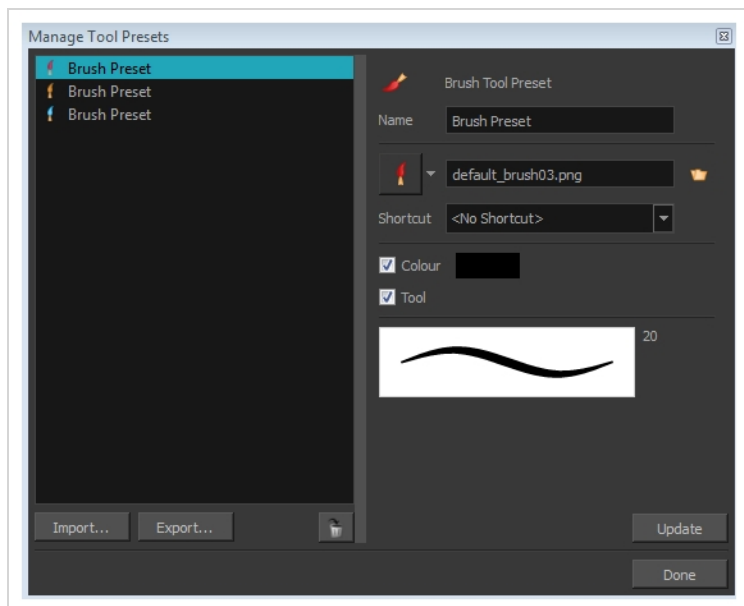 Manage Tool Presets
Brush Preset
Brush Preset
Brush Preset
Brush Tool Preset
Name Brush Preset
default_brush03.png
Shortcut <No Shortcut>
Colour
Tool
20
Import... Export...
Update
Done